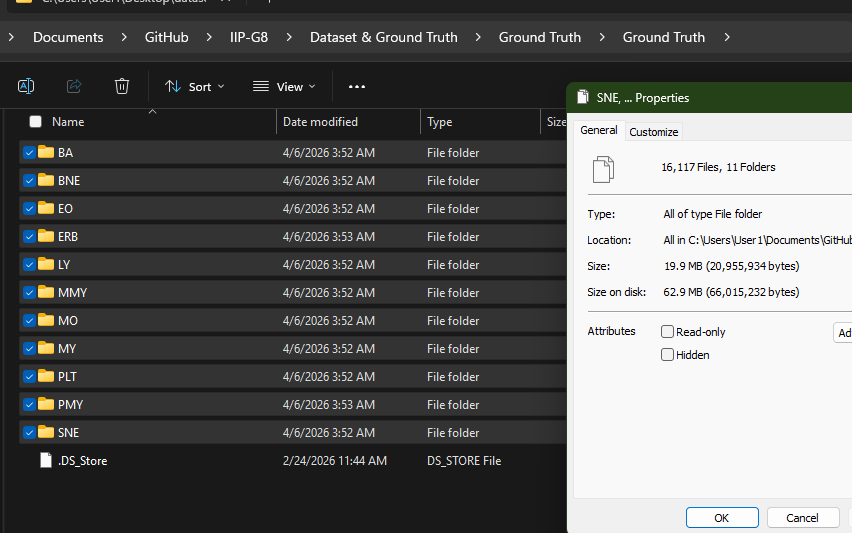 Documents > GitHub > IIP-G8 > Dataset & Ground Truth > Ground Truth > Ground Truth >
Sort View
Name Date modified Type Size
BA 4/6/2026 3:52 AM File folder
BNE 4/6/2026 3:52 AM File folder
EO 4/6/2026 3:52 AM File folder
ERB 4/6/2026 3:53 AM File folder
LY 4/6/2026 3:52 AM File folder
MMY 4/6/2026 3:52 AM File folder
MO 4/6/2026 3:52 AM File folder
MY 4/6/2026 3:52 AM File folder
PLT 4/6/2026 3:52 AM File folder
PMY 4/6/2026 3:53 AM File folder
SNE 4/6/2026 3:52 AM File folder
.DS_Store 2/24/2026 11:44 AM DS_STORE File
SNE, ... Properties
General Customize
16,117 Files, 11 Folders
Type: All of type File folder
Location: All in C:\Users\User1\Documents\GitHub
Size: 19.9 MB (20,955,934 bytes)
Size on disk: 62.9 MB (66,015,232 bytes)
Attributes Read-only Ad
Hidden
OK Cancel